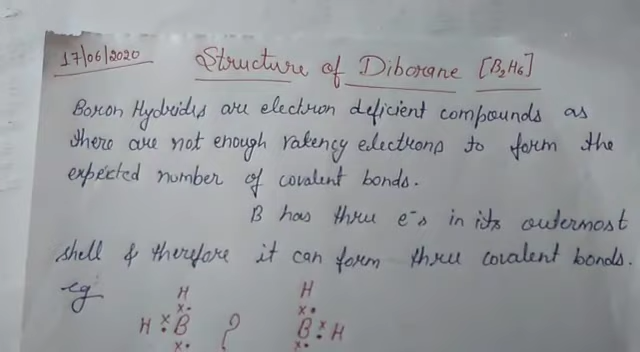 17/06/2020 Structure of Diborane [B₂H₆]
Boron Hydrides are electron deficient compounds as
there are not enough valency electrons to form the
expected number of covalent bonds.
B has three e⁻s in its outermost
shell & therefore it can form three covalent bonds.
eg H H
H B ? B H